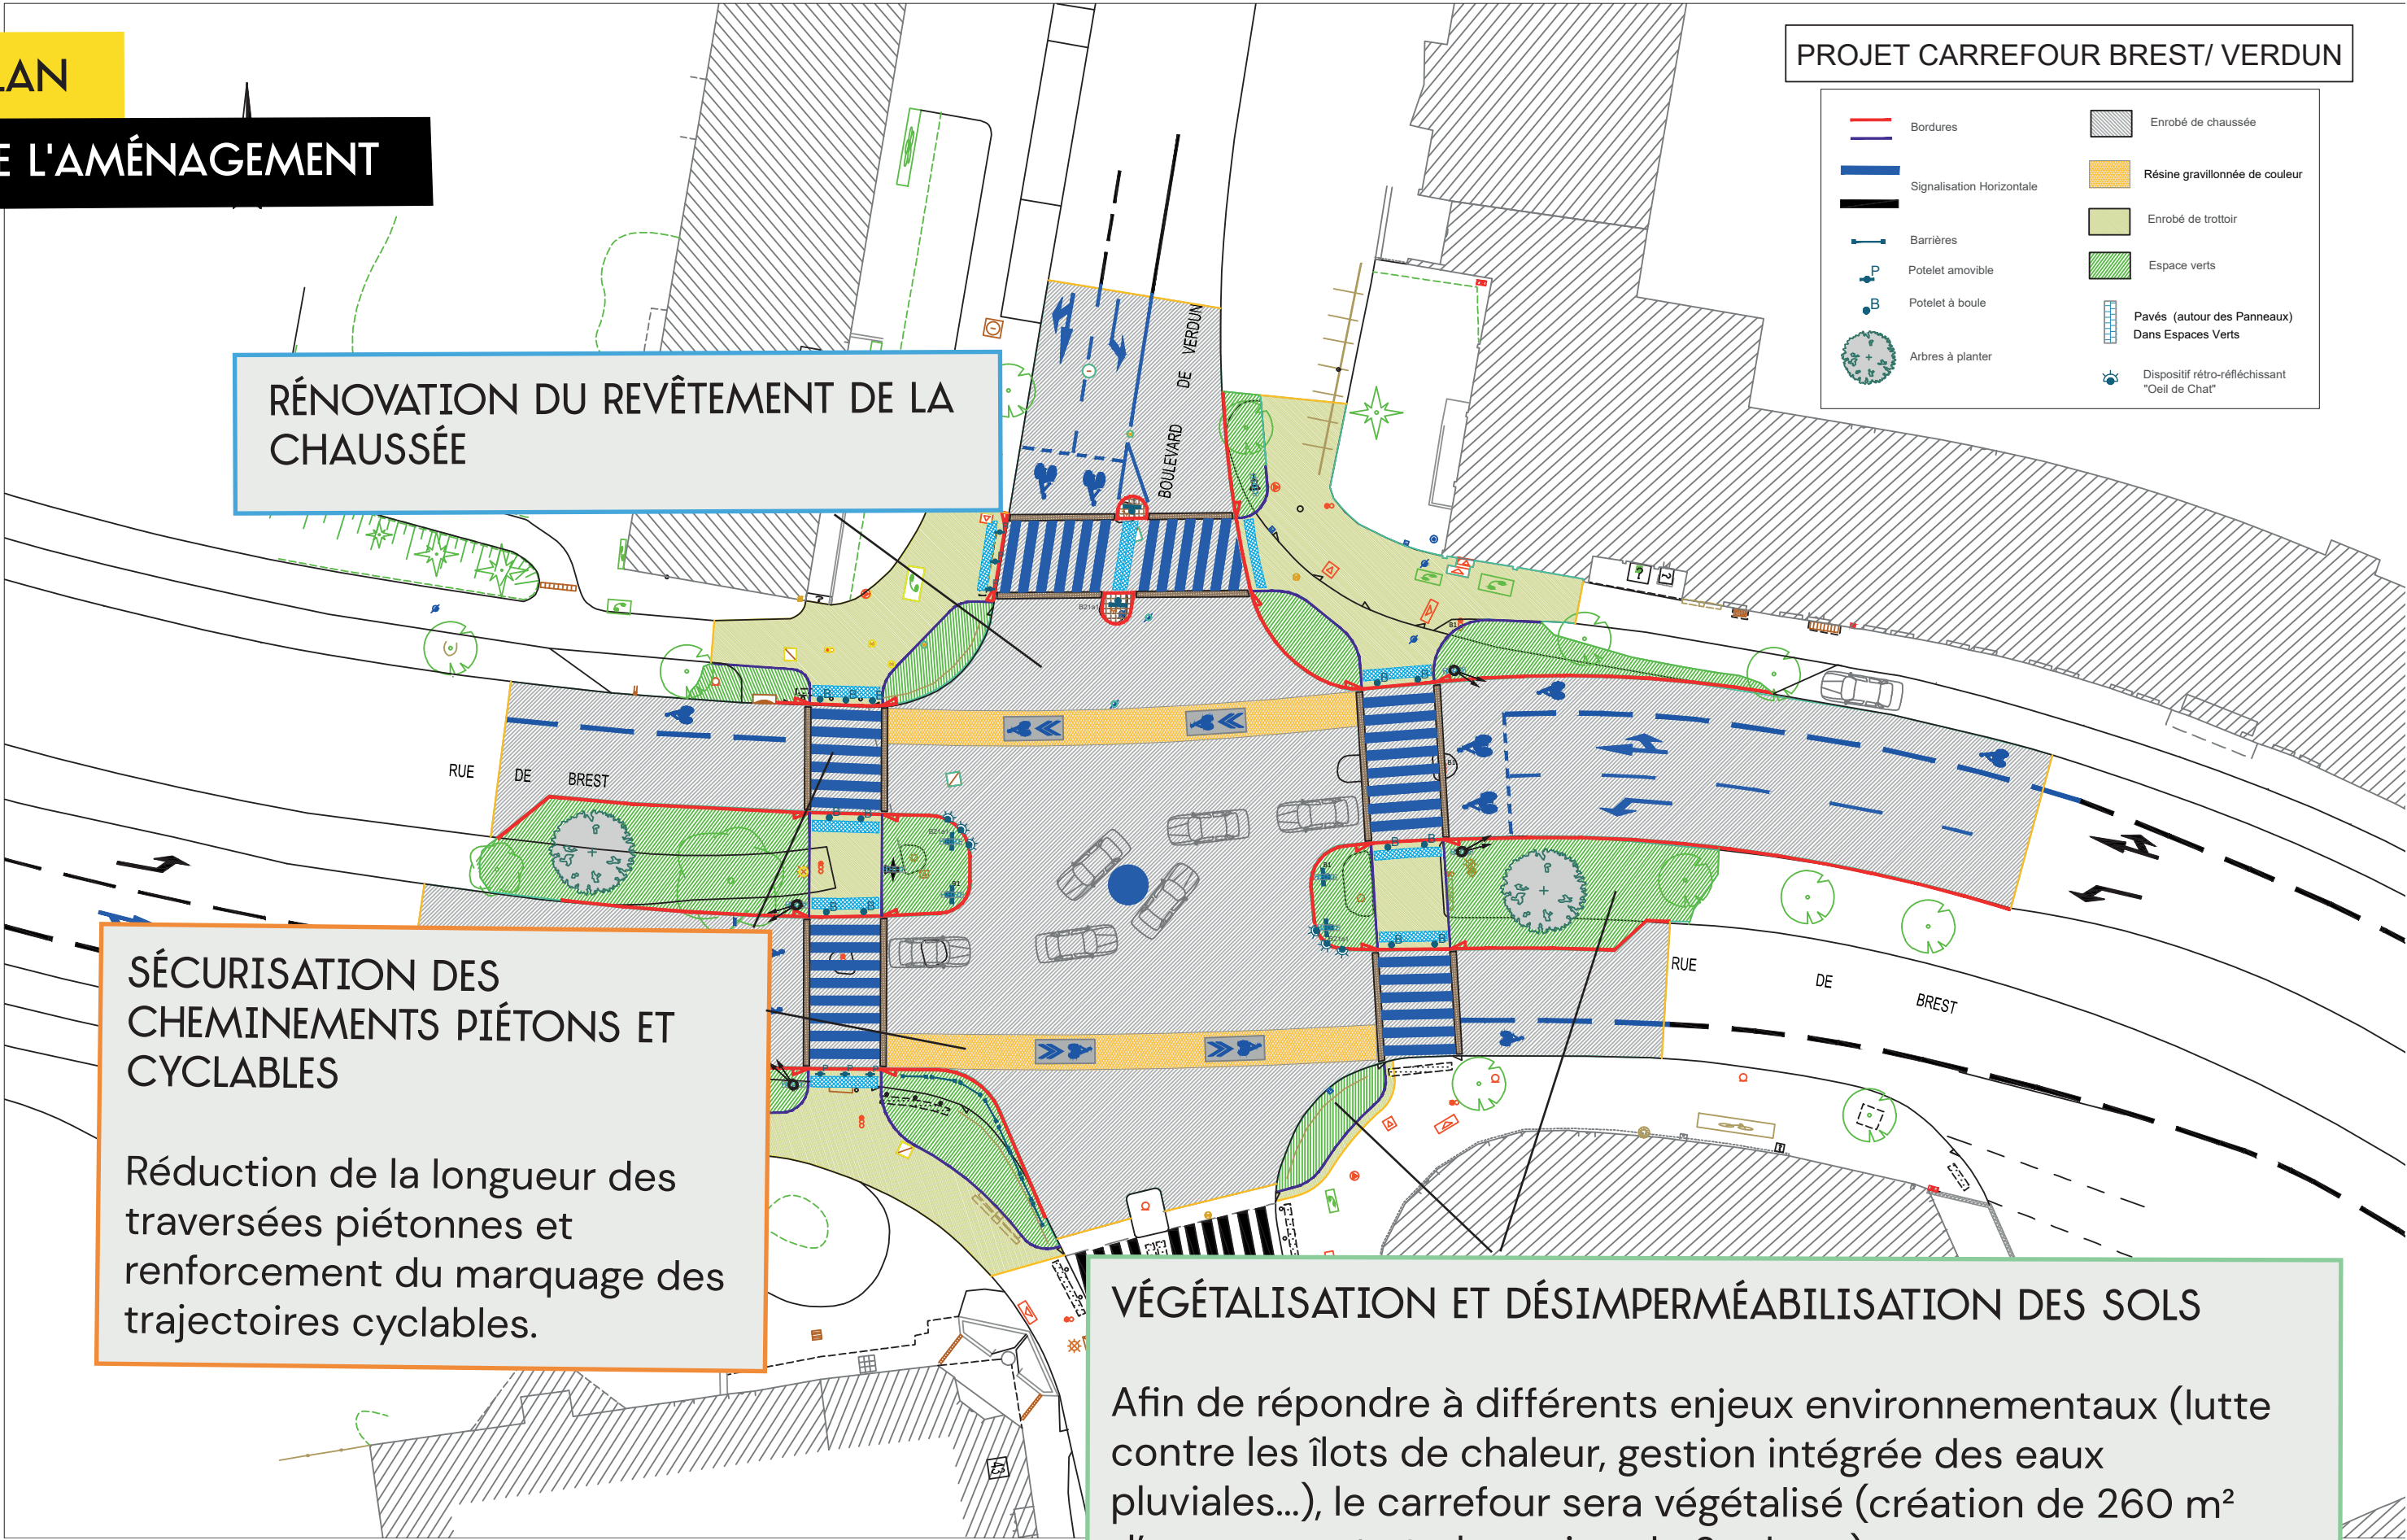 LAN
E L'AMÉNAGEMENT
PROJET CARREFOUR BREST/ VERDUN
Bordures
Signalisation Horizontale
Barrières
P
Potelet amovible
B
Potelet à boule
Arbres à planter
Enrobé de chaussée
Résine gravillonnée de couleur
Enrobé de trottoir
Espace verts
Pavés (autour des Panneaux)
Dans Espaces Verts
Dispositif rétro-réfléchissant
"Oeil de Chat"
RÉNOVATION DU REVÊTEMENT DE LA
CHAUSSÉE
BOULEVARD DE VERDUN
RUE DE BREST
RUE DE BREST
SÉCURISATION DES
CHEMINEMENTS PIÉTONS ET
CYCLABLES
Réduction de la longueur des
traversées piétonnes et
renforcement du marquage des
trajectoires cyclables.
VÉGÉTALISATION ET DÉSIMPERMÉABILISATION DES SOLS
Afin de répondre à différents enjeux environnementaux (lutte
contre les îlots de chaleur, gestion intégrée des eaux
pluviales...), le carrefour sera végétalisé (création de 260 m²
43